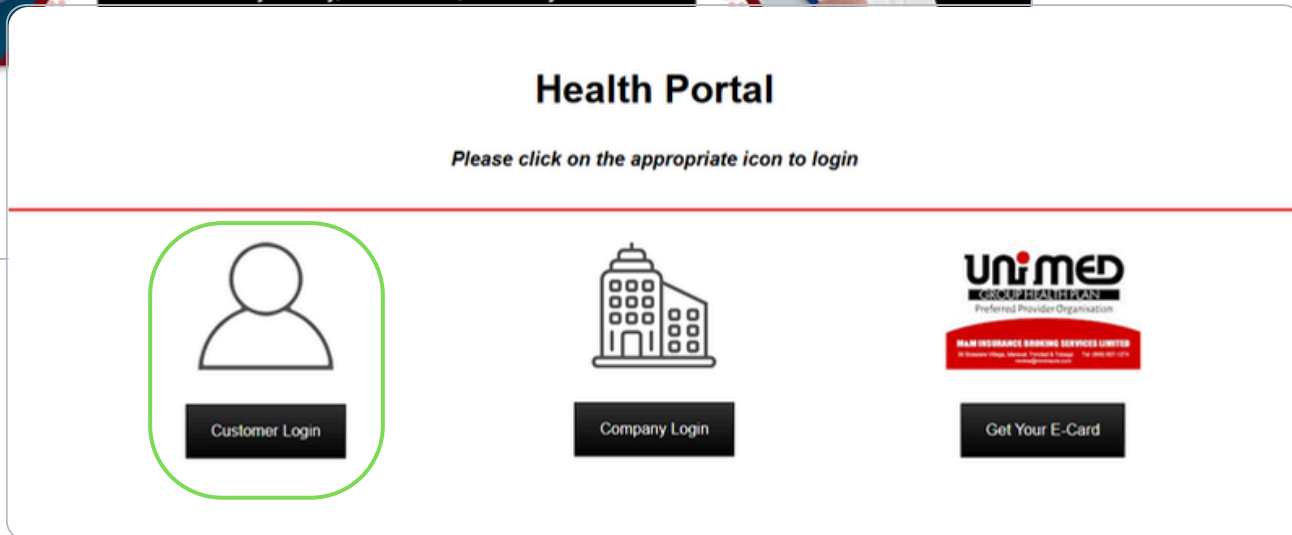 Health Portal
Please click on the appropriate icon to login
UNiMED
GROUP HEALTH PLAN
Preferred Provider Organisation
M&M INSURANCE BROKING SERVICES LIMITED
Customer Login
Company Login
Get Your E-Card